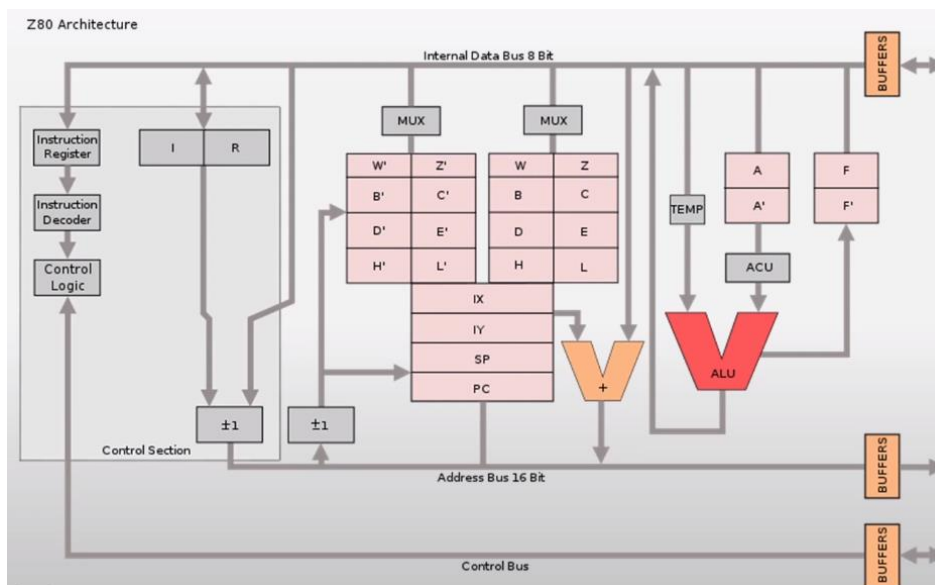 Z80 Architecture
Internal Data Bus 8 Bit
BUFFERS
MUX
MUX
Instruction
Register
I
R
W'
Z'
W
Z
A
F
B'
C'
B
C
Instruction
Decoder
TEMP
A'
F'
D'
E'
D
E
Control
Logic
H'
L'
H
L
ACU
IX
IY
SP
ALU
PC
+
±1
±1
Control Section
Address Bus 16 Bit
BUFFERS
Control Bus
BUFFERS